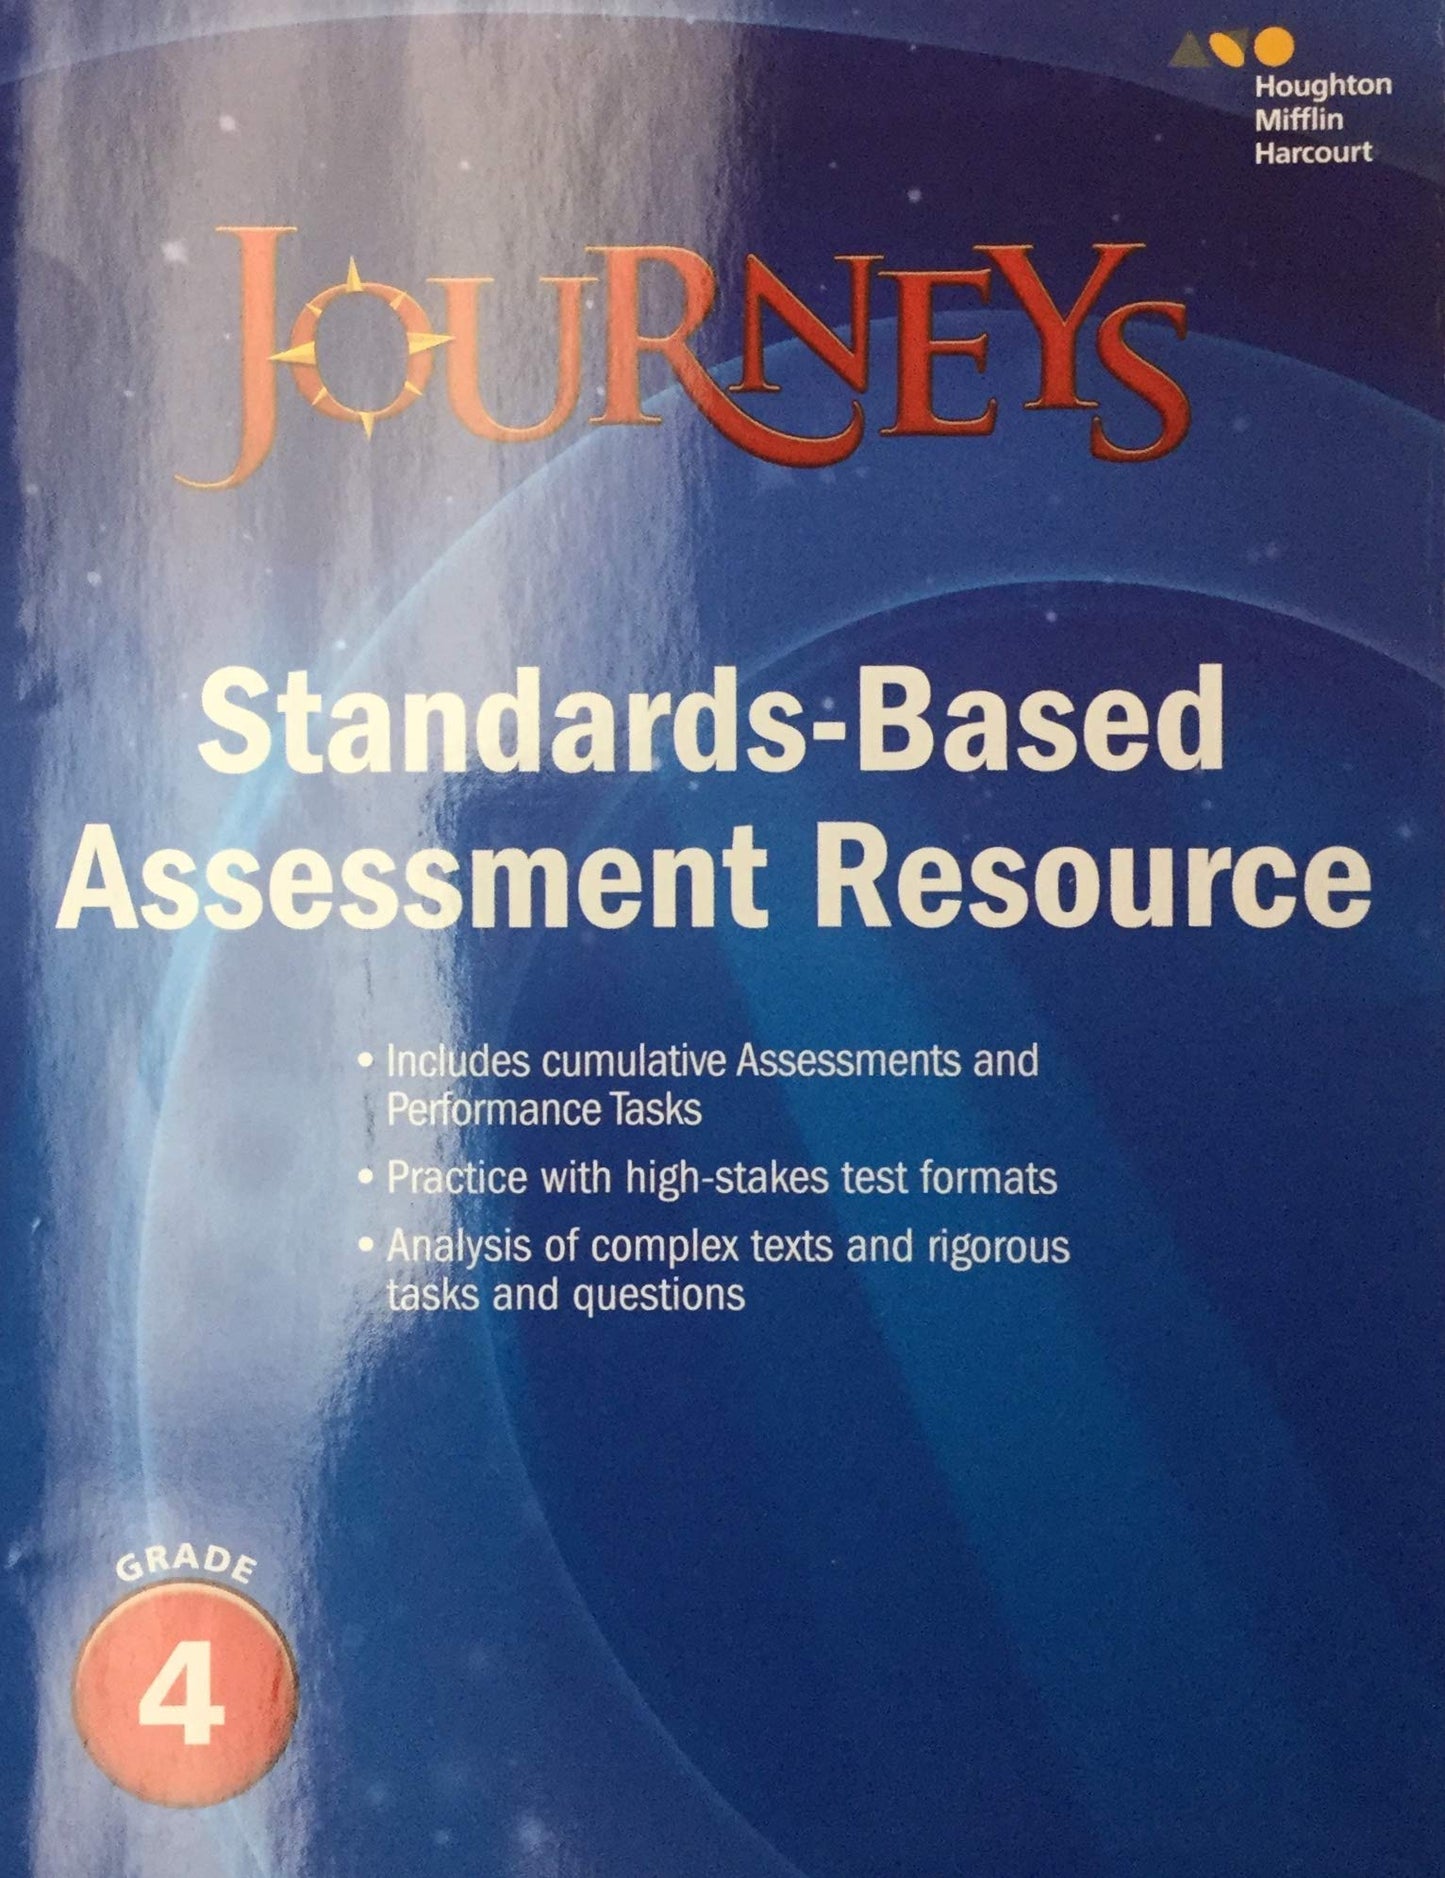 Houghton
Mifflin
Harcourt
JOURNEYS
Standards-Based
Assessment Resource
• Includes cumulative Assessments and
Performance Tasks
• Practice with high-stakes test formats
• Analysis of complex texts and rigorous
tasks and questions
GRADE
4